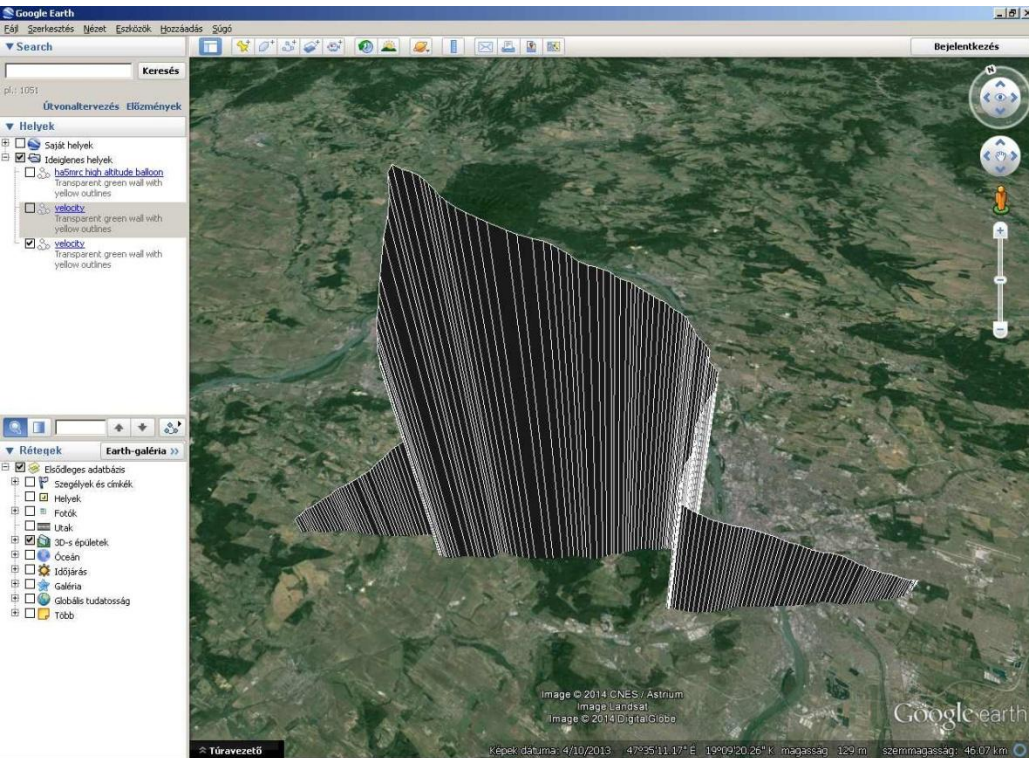 Google Earth
Fájl Szerkesztés Nézet Eszközök Hozzáadás Súgó
Search
Bejelentkezés
Keresés
pl.: 1051
Útvonaltervezés Előzmények
Helyek
Saját helyek
Ideiglenes helyek
ha5mrc high altitude balloon
Transparent green wall with
yellow outlines
velocity
Transparent green wall with
yellow outlines
velocity
Transparent green wall with
yellow outlines
N
Rétegek
Earth-galéria >>
Elsődleges adatbázis
Szegélyek és címkék
Helyek
Fotók
Utak
3D-s épületek
Óceán
Időjárás
Galéria
Globális tudatosság
Több
Image © 2014 CNES / Astrium
Image Landsat
Image © 2014 DigitalGlobe
Google earth
Túravezető
Képek dátuma: 4/10/2013 47°35'11.17" É 19°09'20.26" k magasság 129 m szemmagasság: 46.07 km